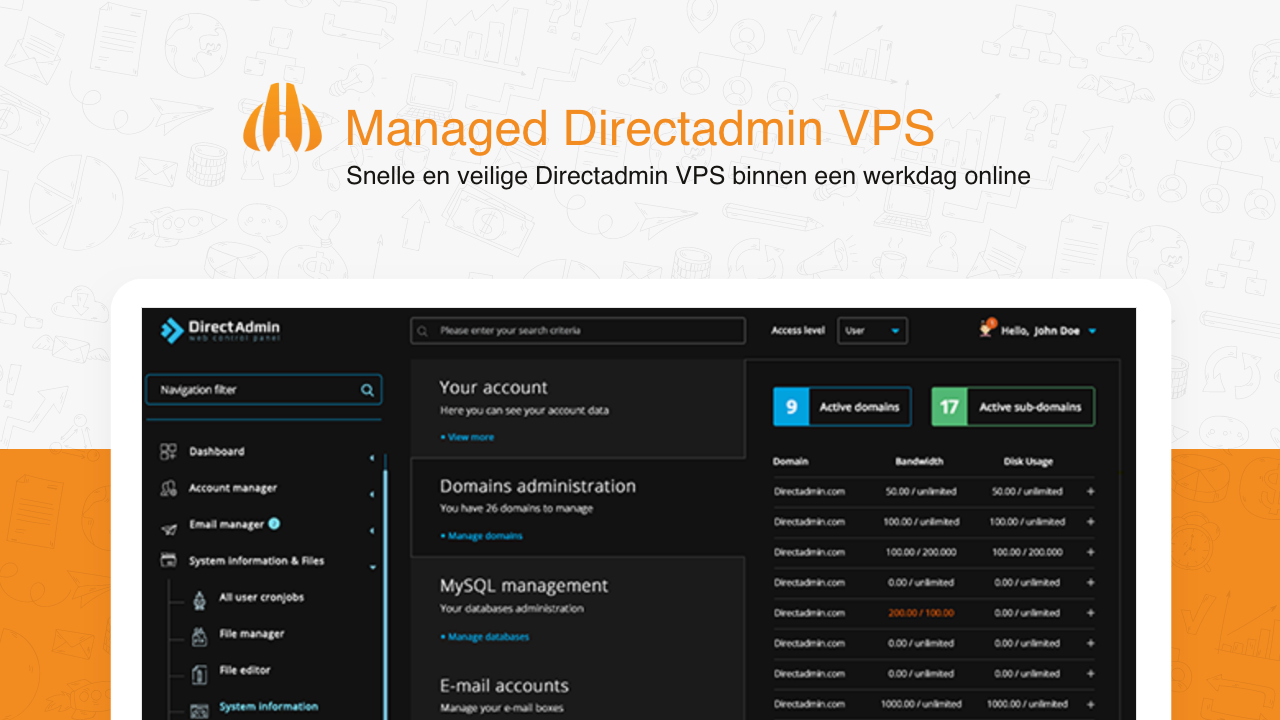 Managed Directadmin VPS
Snelle en veilige Directadmin VPS binnen een werkdag online
DirectAdmin
web control panel
Please enter your search criteria
Access level
User
Hello, John Doe
Navigation filter
Dashboard
Account manager
Email manager
System information & Files
All user cronjobs
File manager
File editor
System information
Your account
Here you can see your account data
• View more
Domains administration
You have 26 domains to manage
• Manage domains
MySQL management
Your databases administration
• Manage databases
E-mail accounts
Manage your e-mail boxes
9 Active domains
17 Active sub-domains
Domain Bandwidth Disk Usage
Directadmin.com 50.00 / unlimited 50.00 / unlimited +
Directadmin.com 100.00 / unlimited 100.00 / unlimited +
Directadmin.com 100.00 / 200.000 100.00 / 200.000 +
Directadmin.com 0.00 / unlimited 0.00 / unlimited +
Directadmin.com 200.00 / 100.00 0.00 / unlimited +
Directadmin.com 0.00 / unlimited 0.00 / unlimited +
Directadmin.com 0.00 / unlimited 0.00 / unlimited +
Directadmin.com 1000.00 / unlimited 1000.00 / unlimited +